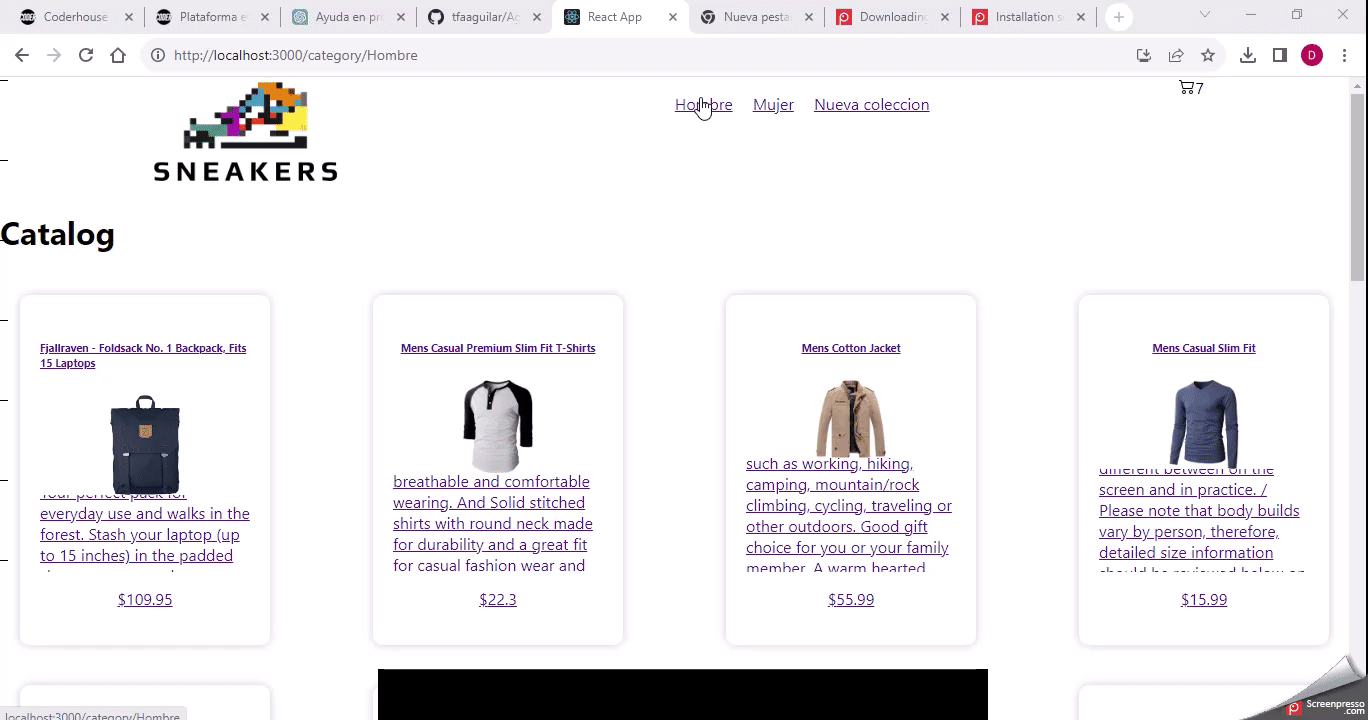 Coderhouse
Plataforma e
Ayuda en pr
tfaaguilar/Ag
React App
Nueva pesta
Downloading
Installation s
http://localhost:3000/category/Hombre
D
SNEAKERS
Hombre
Mujer
Nueva coleccion
7
Catalog
Fjallraven - Foldsack No. 1 Backpack, Fits
15 Laptops
Your perfect pack for
everyday use and walks in the
forest. Stash your laptop (up
to 15 inches) in the padded
$109.95
Mens Casual Premium Slim Fit T-Shirts
breathable and comfortable
wearing. And Solid stitched
shirts with round neck made
for durability and a great fit
for casual fashion wear and
$22.3
Mens Cotton Jacket
such as working, hiking,
camping, mountain/rock
climbing, cycling, traveling or
other outdoors. Good gift
choice for you or your family
member. A warm hearted
$55.99
Mens Casual Slim Fit
different between on the
screen and in practice. /
Please note that body builds
vary by person, therefore,
detailed size information
should be reviewed below on
$15.99
localhost:3000/category/Hombre
Screenpresso
.com